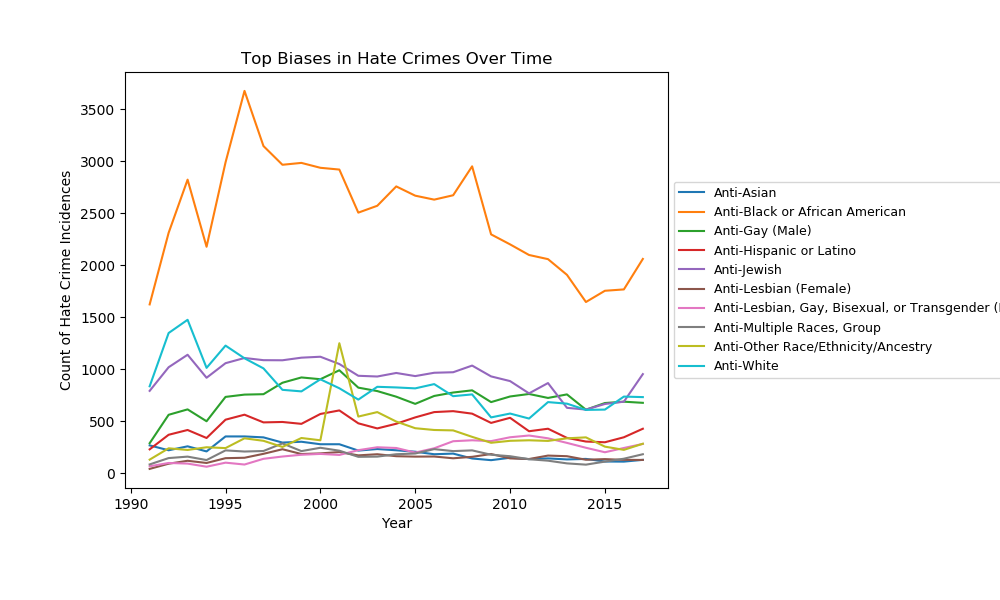 Top Biases in Hate Crimes Over Time
Count of Hate Crime Incidences
3500
3000
2500
2000
1500
1000
500
0
1990
1995
2000
2005
2010
2015
Year
Anti-Asian
Anti-Black or African American
Anti-Gay (Male)
Anti-Hispanic or Latino
Anti-Jewish
Anti-Lesbian (Female)
Anti-Lesbian, Gay, Bisexual, or Transgender (
Anti-Multiple Races, Group
Anti-Other Race/Ethnicity/Ancestry
Anti-White